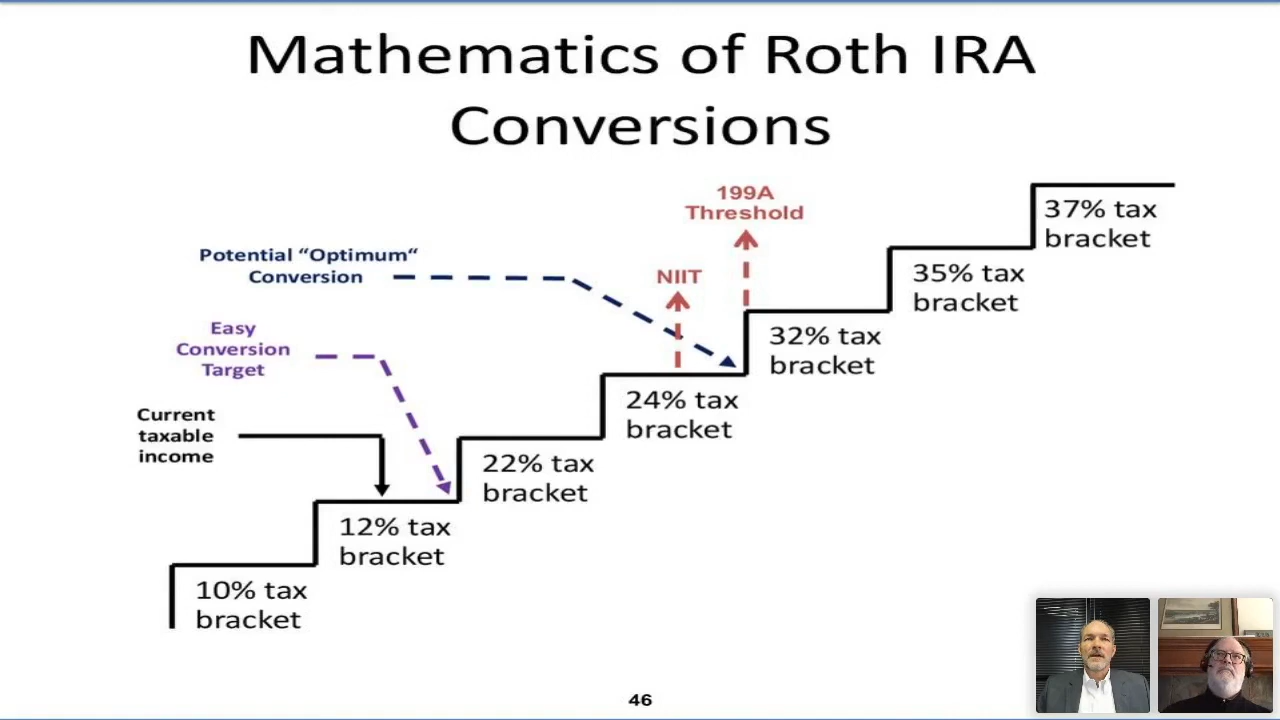 Mathematics of Roth IRA
Conversions
199A
Threshold
37% tax
bracket
Potential “Optimum“
Conversion
NIIT
35% tax
bracket
Easy
Conversion
Target
32% tax
bracket
Current
taxable
income
24% tax
bracket
22% tax
bracket
12% tax
bracket
10% tax
bracket
46